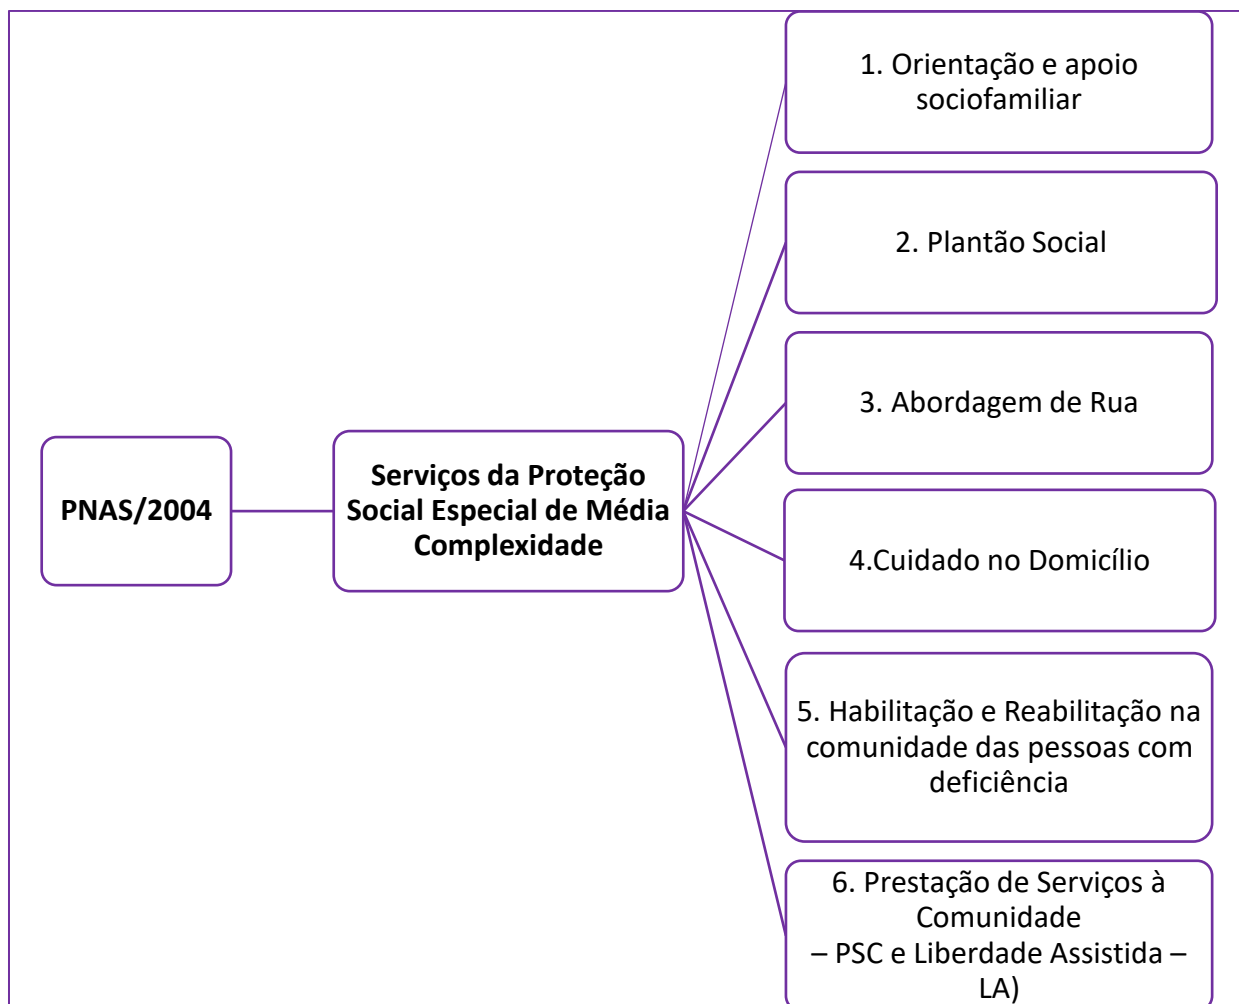 1. Orientação e apoio
sociofamiliar
2. Plantão Social
3. Abordagem de Rua
PNAS/2004
Serviços da Proteção
Social Especial de Média
Complexidade
4.Cuidado no Domicílio
5. Habilitação e Reabilitação na
comunidade das pessoas com
deficiência
6. Prestação de Serviços à
Comunidade
– PSC e Liberdade Assistida –
LA)